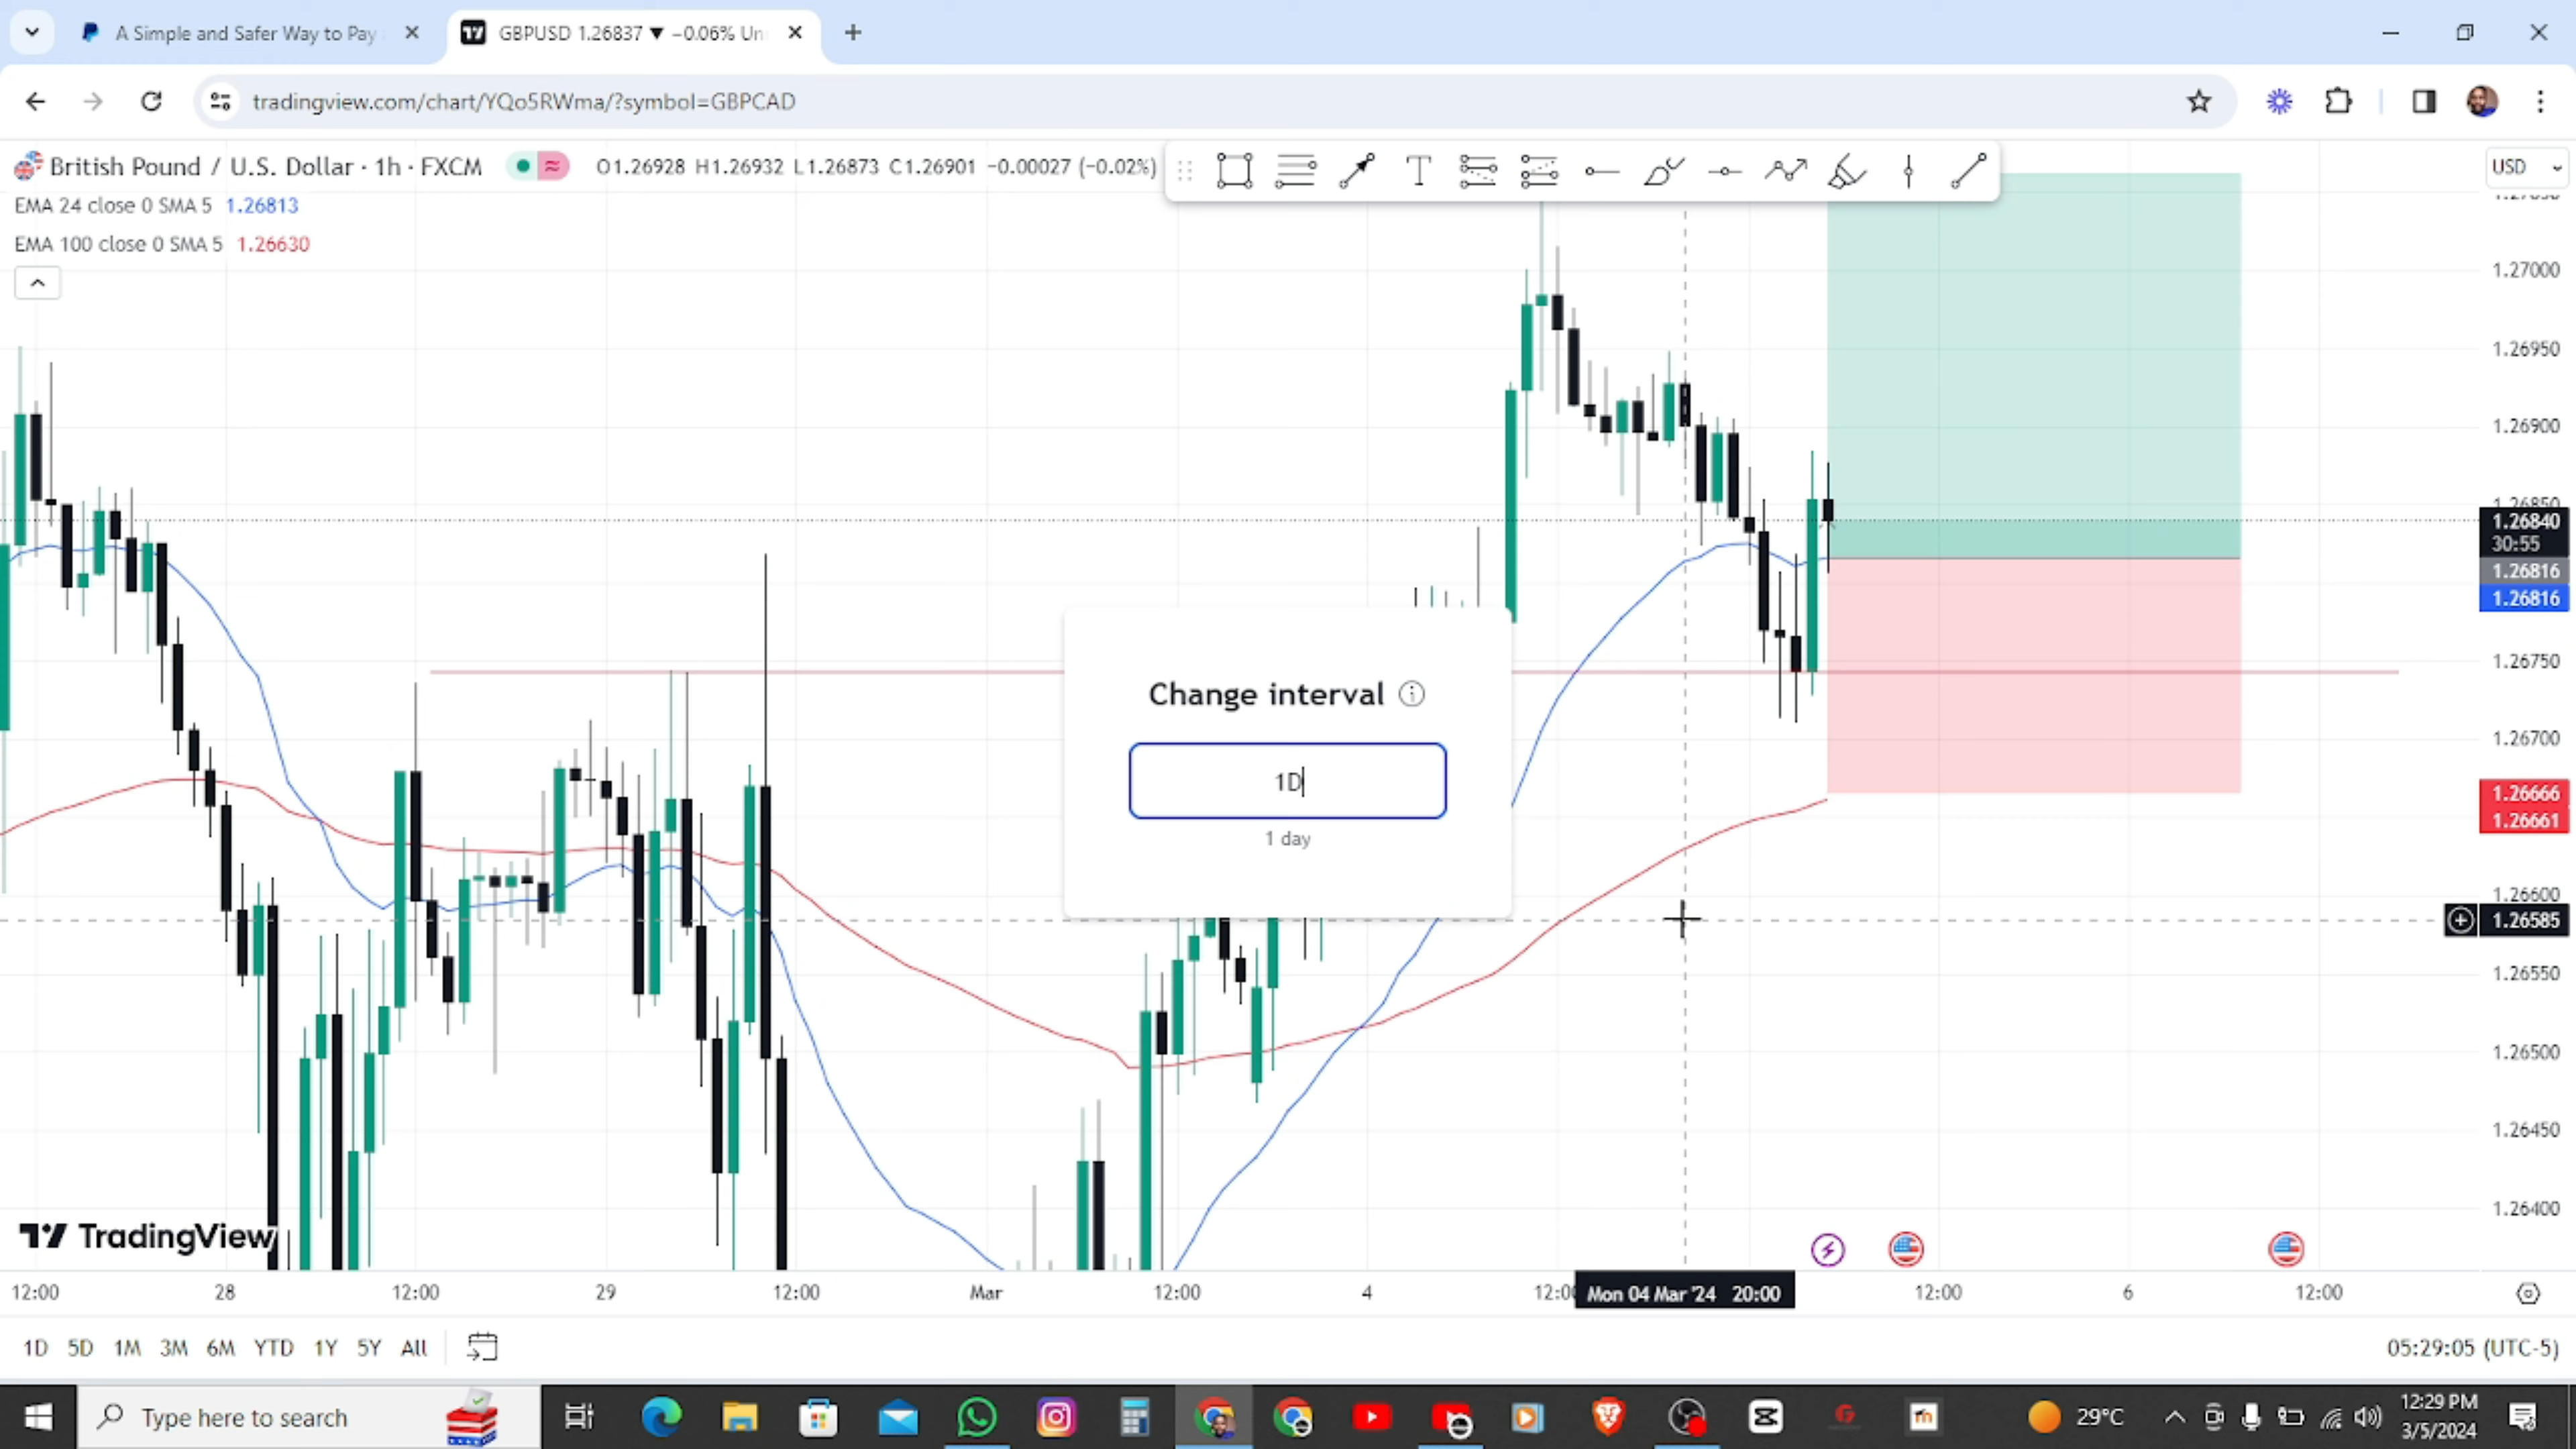 A Simple and Safer Way to Pay
GBPUSD 1.26837 ▼ −0.06% Un
tradingview.com/chart/YQo5RWma/?symbol=GBPCAD
British Pound / U.S. Dollar · 1h · FXCM
O1.26928 H1.26932 L1.26873 C1.26901 −0.00027 (−0.02%)
USD
EMA 24 close 0 SMA 5 1.26813
EMA 100 close 0 SMA 5 1.26630
1.27000
1.26950
1.26900
1.26850
1.26840
30:55
1.26816
1.26816
1.26750
1.26700
1.26666
1.26661
1.26600
1.26585
1.26550
1.26500
1.26450
1.26400
Change interval
1D
1 day
TradingView
12:00 28 12:00 29 12:00 Mar 12:00 4 12:00 Mon 04 Mar '24 20:00 12:00 6 12:00
1D 5D 1M 3M 6M YTD 1Y 5Y All
05:29:05 (UTC-5)
Type here to search
29°C
12:29 PM
3/5/2024